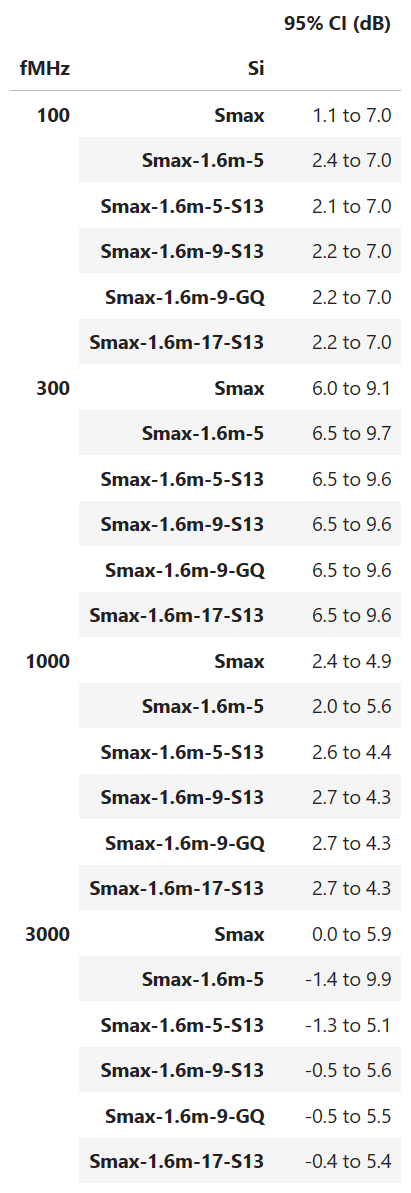 95% CI (dB)
fMHz Si
100 Smax 1.1 to 7.0
Smax-1.6m-5 2.4 to 7.0
Smax-1.6m-5-S13 2.1 to 7.0
Smax-1.6m-9-S13 2.2 to 7.0
Smax-1.6m-9-GQ 2.2 to 7.0
Smax-1.6m-17-S13 2.2 to 7.0
300 Smax 6.0 to 9.1
Smax-1.6m-5 6.5 to 9.7
Smax-1.6m-5-S13 6.5 to 9.6
Smax-1.6m-9-S13 6.5 to 9.6
Smax-1.6m-9-GQ 6.5 to 9.6
Smax-1.6m-17-S13 6.5 to 9.6
1000 Smax 2.4 to 4.9
Smax-1.6m-5 2.0 to 5.6
Smax-1.6m-5-S13 2.6 to 4.4
Smax-1.6m-9-S13 2.7 to 4.3
Smax-1.6m-9-GQ 2.7 to 4.3
Smax-1.6m-17-S13 2.7 to 4.3
3000 Smax 0.0 to 5.9
Smax-1.6m-5 -1.4 to 9.9
Smax-1.6m-5-S13 -1.3 to 5.1
Smax-1.6m-9-S13 -0.5 to 5.6
Smax-1.6m-9-GQ -0.5 to 5.5
Smax-1.6m-17-S13 -0.4 to 5.4